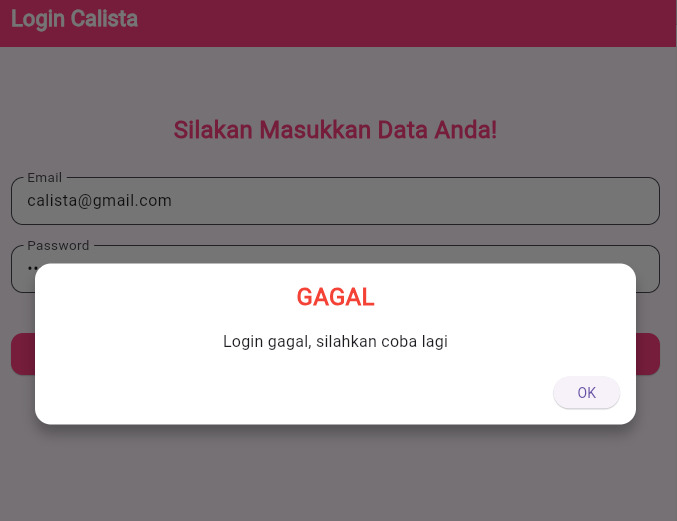 Login Calista
Silakan Masukkan Data Anda!
Email
calista@gmail.com
Password
GAGAL
Login gagal, silahkan coba lagi
OK